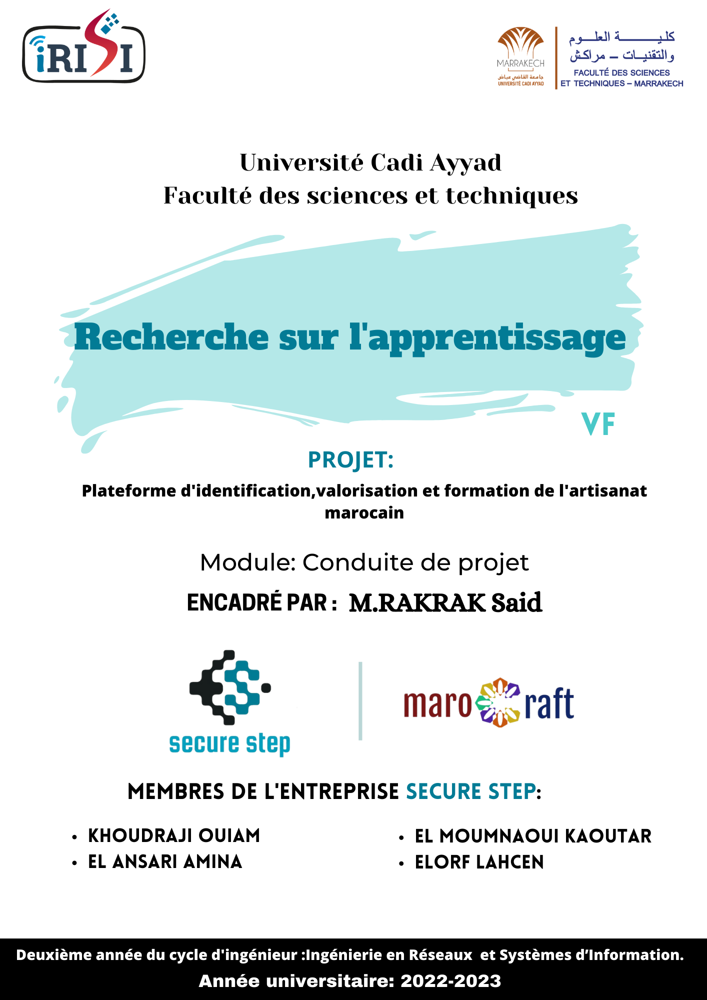 iRISI
MARRAKECH
جامعة القاضي عياض
UNIVERSITÉ CADI AYYAD
كليـــة العلـــوم
والتقنيـات – مراكش
FACULTÉ DES SCIENCES
ET TECHNIQUES – MARRAKECH
Université Cadi Ayyad
Faculté des sciences et techniques
Recherche sur l'apprentissage
VF
PROJET:
Plateforme d'identification,valorisation et formation de l'artisanat
marocain
Module: Conduite de projet
ENCADRÉ PAR : M.RAKRAK Said
secure step
maro raft
MEMBRES DE L'ENTREPRISE SECURE STEP:
• KHOUDRAJI OUIAM
• EL ANSARI AMINA
• EL MOUMNAOUI KAOUTAR
• ELORF LAHCEN
Deuxième année du cycle d'ingénieur :Ingénierie en Réseaux et Systèmes d’Information.
Année universitaire: 2022-2023